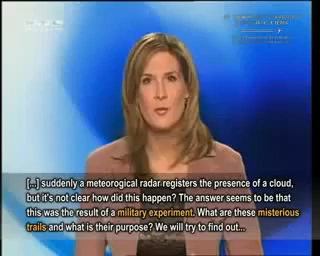 RTL
[...] suddenly a meteorogical radar registers the presence of a cloud,
but it's not clear how did this happen? The answer seems to be that
this was the result of a military experiment. What are these misterious
trails and what is their purpose? We will try to find out...